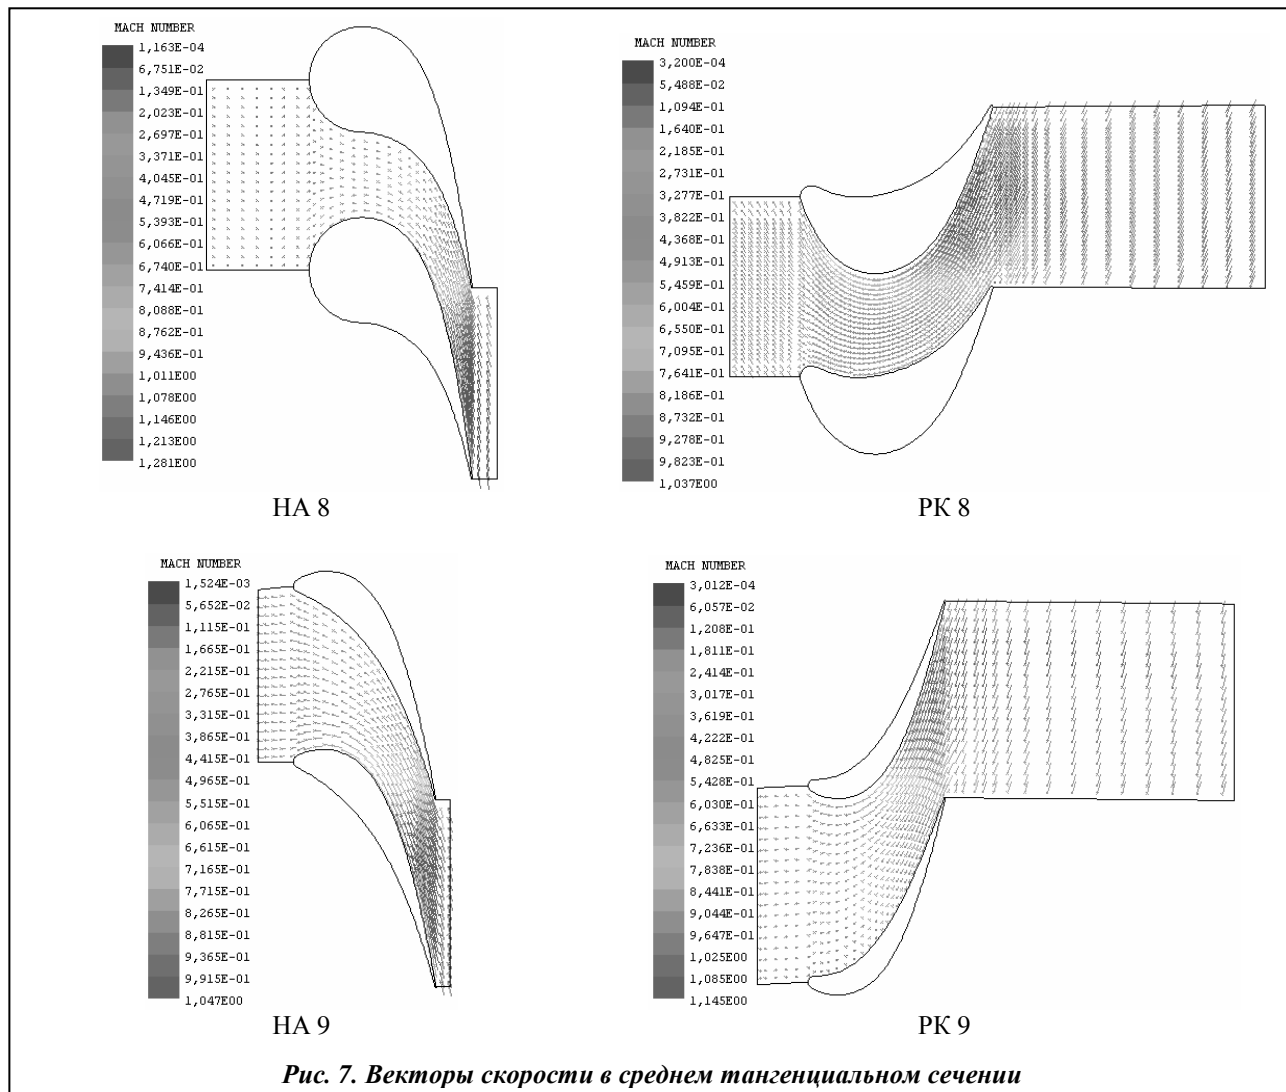 MACH NUMBER
1,163E-04
6,751E-02
1,349E-01
2,023E-01
2,697E-01
3,371E-01
4,045E-01
4,719E-01
5,393E-01
6,066E-01
6,740E-01
7,414E-01
8,088E-01
8,762E-01
9,436E-01
1,011E00
1,078E00
1,146E00
1,213E00
1,281E00
НА 8
MACH NUMBER
3,200E-04
5,488E-02
1,094E-01
1,640E-01
2,185E-01
2,731E-01
3,277E-01
3,822E-01
4,368E-01
4,913E-01
5,459E-01
6,004E-01
6,550E-01
7,095E-01
7,641E-01
8,186E-01
8,732E-01
9,278E-01
9,823E-01
1,037E00
РК 8
MACH NUMBER
1,524E-03
5,652E-02
1,115E-01
1,665E-01
2,215E-01
2,765E-01
3,315E-01
3,865E-01
4,415E-01
4,965E-01
5,515E-01
6,065E-01
6,615E-01
7,165E-01
7,715E-01
8,265E-01
8,815E-01
9,365E-01
9,915E-01
1,047E00
НА 9
MACH NUMBER
3,012E-04
6,057E-02
1,208E-01
1,811E-01
2,414E-01
3,017E-01
3,619E-01
4,222E-01
4,825E-01
5,428E-01
6,030E-01
6,633E-01
7,236E-01
7,838E-01
8,441E-01
9,044E-01
9,647E-01
1,025E00
1,085E00
1,145E00
РК 9
Рис. 7. Векторы скорости в среднем тангенциальном сечении